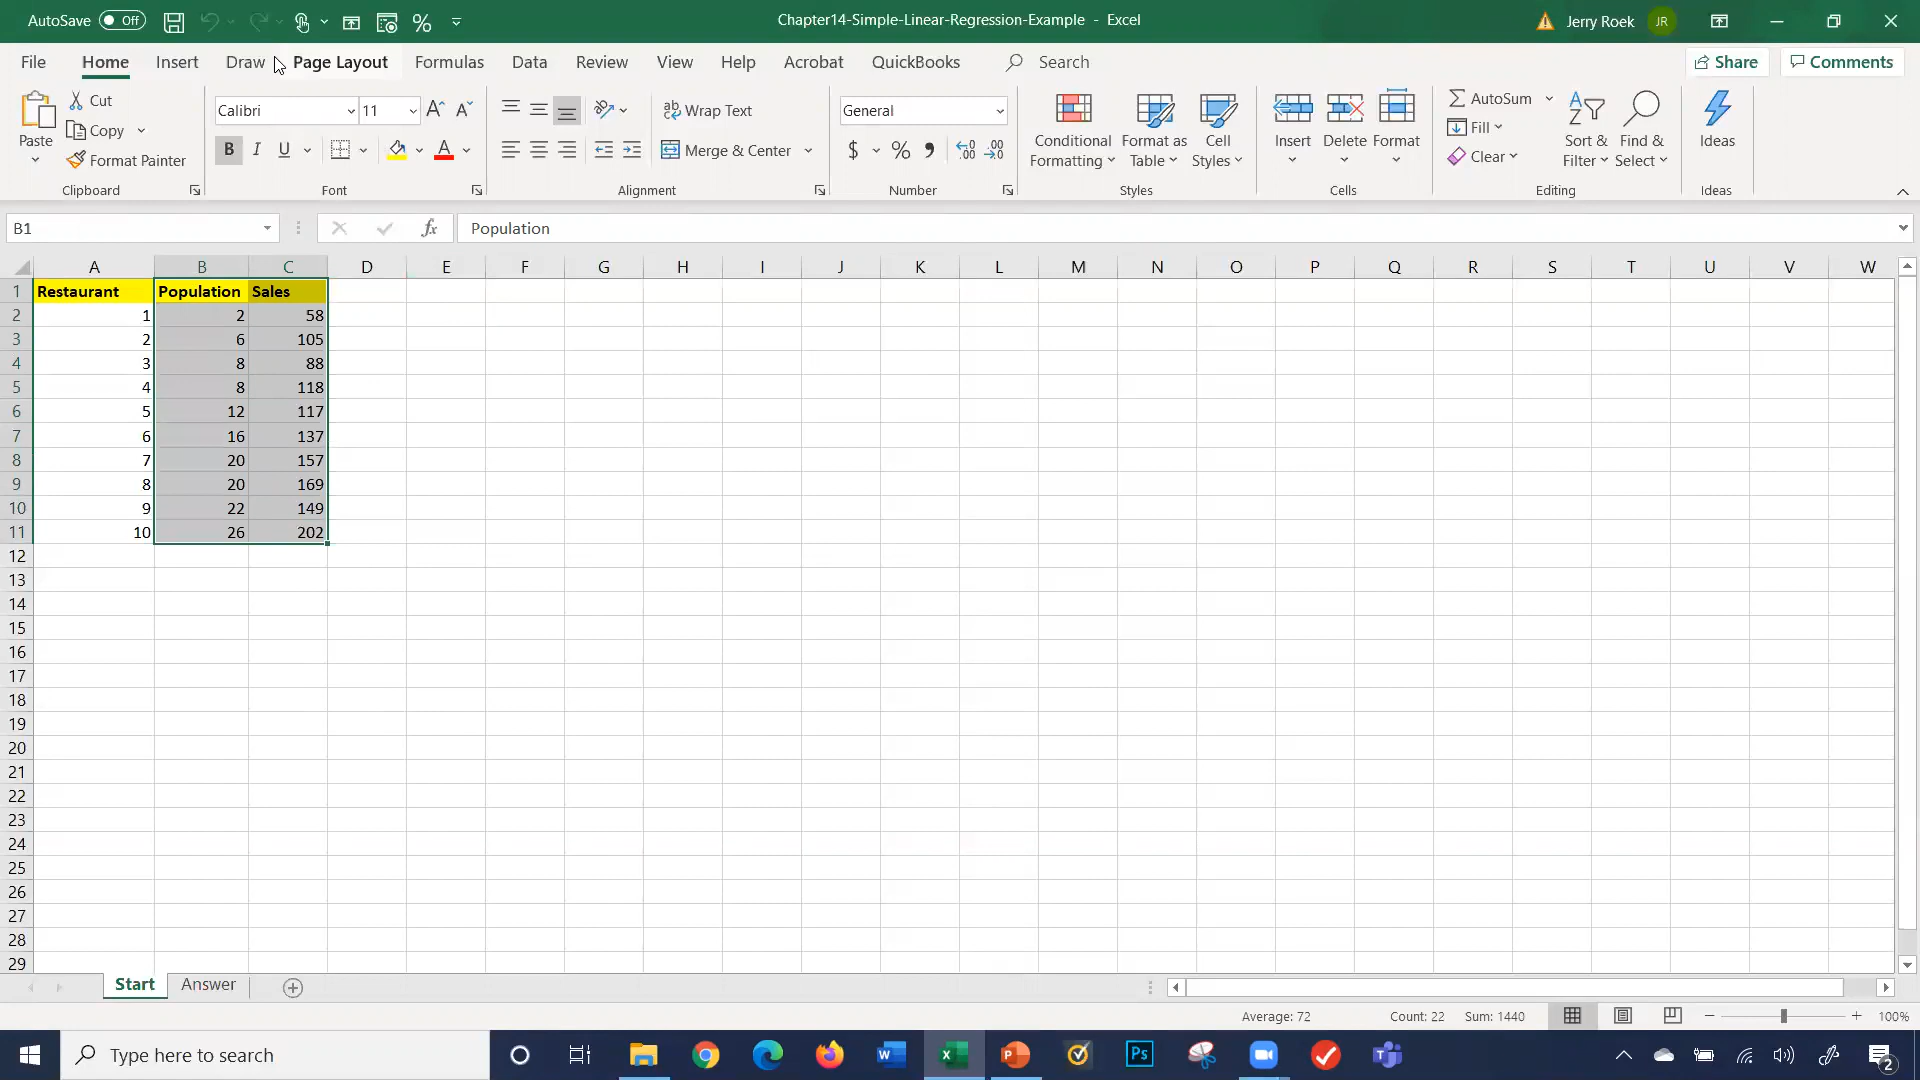 AutoSave Off
Chapter14-Simple-Linear-Regression-Example - Excel
Jerry Roek JR
File Home Insert Draw Page Layout Formulas Data Review View Help Acrobat QuickBooks Search
Share Comments
Paste
Cut
Copy
Format Painter
Clipboard
Calibri 11
B I U
Font
Wrap Text
Merge & Center
Alignment
General
$ % ,
Number
Conditional Formatting
Format as Table
Cell Styles
Styles
Insert Delete Format
Cells
AutoSum
Fill
Clear
Sort & Filter
Find & Select
Editing
Ideas
Ideas
B1 fx Population
A B C D E F G H I J K L M N O P Q R S T U V W
1 Restaurant Population Sales
2 1 2 58
3 2 6 105
4 3 8 88
5 4 8 118
6 5 12 117
7 6 16 137
8 7 20 157
9 8 20 169
10 9 22 149
11 10 26 202
12
13
14
15
16
17
18
19
20
21
22
23
24
25
26
27
28
29
Start Answer
Average: 72 Count: 22 Sum: 1440 100%
Type here to search
2